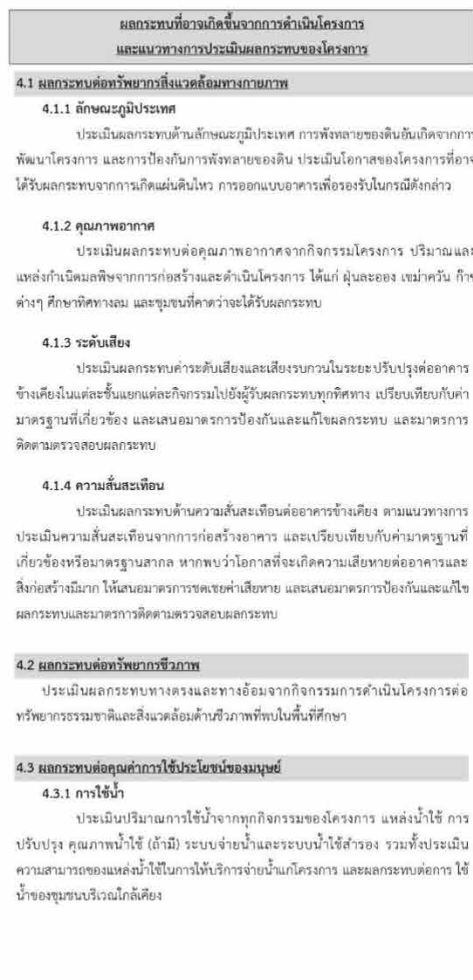 ผลกระทบที่อาจเกิดขึ้นจากการดำเนินโครงการ
และแนวทางการประเมินผลกระทบของโครงการ
4.1 ผลกระทบต่อทรัพยากรสิ่งแวดล้อมทางกายภาพ
4.1.1 ลักษณะภูมิประเทศ
ประเมินผลกระทบด้านลักษณะภูมิประเทศ การพังทลายของดินอันเกิดจากการ
พัฒนาโครงการ และการป้องกันการพังทลายของดิน ประเมินโอกาสของโครงการที่อาจ
ได้รับผลกระทบจากการเกิดแผ่นดินไหว การออกแบบอาคารเพื่อรองรับในกรณีดังกล่าว
4.1.2 คุณภาพอากาศ
ประเมินผลกระทบต่อคุณภาพอากาศจากกิจกรรมโครงการ ปริมาณและ
แหล่งกำเนิดมลพิษจากการก่อสร้างและดำเนินโครงการ ได้แก่ ฝุ่นละออง เขม่าควัน ก๊าซ
ต่างๆ ศึกษาทิศทางลม และชุมชนที่คาดว่าจะได้รับผลกระทบ
4.1.3 ระดับเสียง
ประเมินผลกระทบค่าระดับเสียงและเสียงรบกวนในระยะปรับปรุงต่ออาคาร
ข้างเคียงในแต่ละชั้นแยกแต่ละกิจกรรมไปยังผู้รับผลกระทบทุกทิศทาง เปรียบเทียบกับค่า
มาตรฐานที่เกี่ยวข้อง และเสนอมาตรการป้องกันและแก้ไขผลกระทบ และมาตรการ
ติดตามตรวจสอบผลกระทบ
4.1.4 ความสั่นสะเทือน
ประเมินผลกระทบด้านความสั่นสะเทือนต่ออาคารข้างเคียง ตามแนวทางการ
ประเมินความสั่นสะเทือนจากการก่อสร้างอาคาร และเปรียบเทียบกับค่ามาตรฐานที่
เกี่ยวข้องหรือมาตรฐานสากล หากพบว่าโอกาสที่จะเกิดความเสียหายต่ออาคารและ
สิ่งก่อสร้างมีมาก ให้เสนอมาตรการชดเชยค่าเสียหาย และเสนอมาตรการป้องกันและแก้ไข
ผลกระทบและมาตรการติดตามตรวจสอบผลกระทบ
4.2 ผลกระทบต่อทรัพยากรชีวภาพ
ประเมินผลกระทบทางตรงและทางอ้อมจากกิจกรรมการดำเนินโครงการต่อ
ทรัพยากรธรรมชาติและสิ่งแวดล้อมด้านชีวภาพที่พบในพื้นที่ศึกษา
4.3 ผลกระทบต่อคุณค่าการใช้ประโยชน์ของมนุษย์
4.3.1 การใช้น้ำ
ประเมินปริมาณการใช้น้ำจากทุกกิจกรรมของโครงการ แหล่งน้ำใช้ การ
ปรับปรุง คุณภาพน้ำใช้ (ถ้ามี) ระบบจ่ายน้ำและระบบน้ำใช้สำรอง รวมทั้งประเมิน
ความสามารถของแหล่งน้ำใช้ในการให้บริการจ่ายน้ำแก่โครงการ และผลกระทบต่อการ ใช้
น้ำของชุมชนบริเวณใกล้เคียง